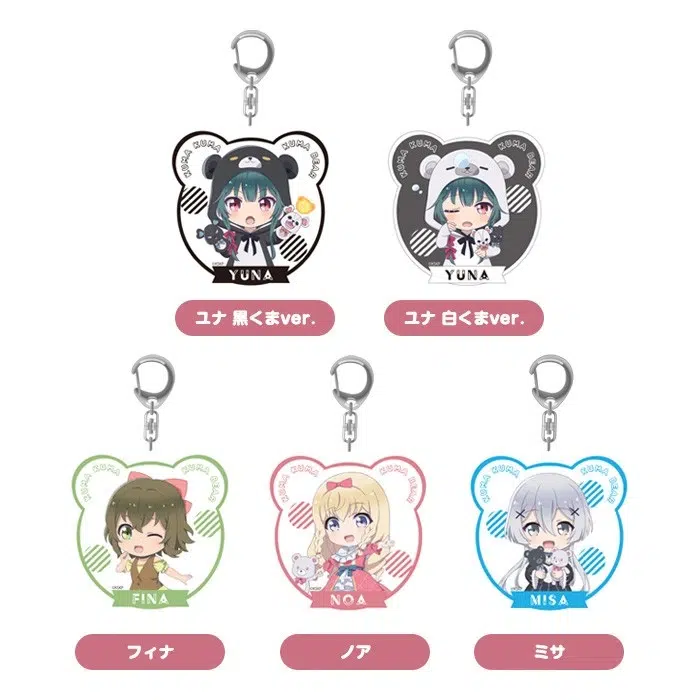 KUMA KUMA KUMA BEAR
YUNA
ユナ 黒くまver.
KUMA KUMA KUMA BEAR
YUNA
ユナ 白くまver.
KUMA KUMA KUMA BEAR
FINA
フィナ
KUMA KUMA KUMA BEAR
NOA
ノア
KUMA KUMA KUMA BEAR
MISA
ミサ